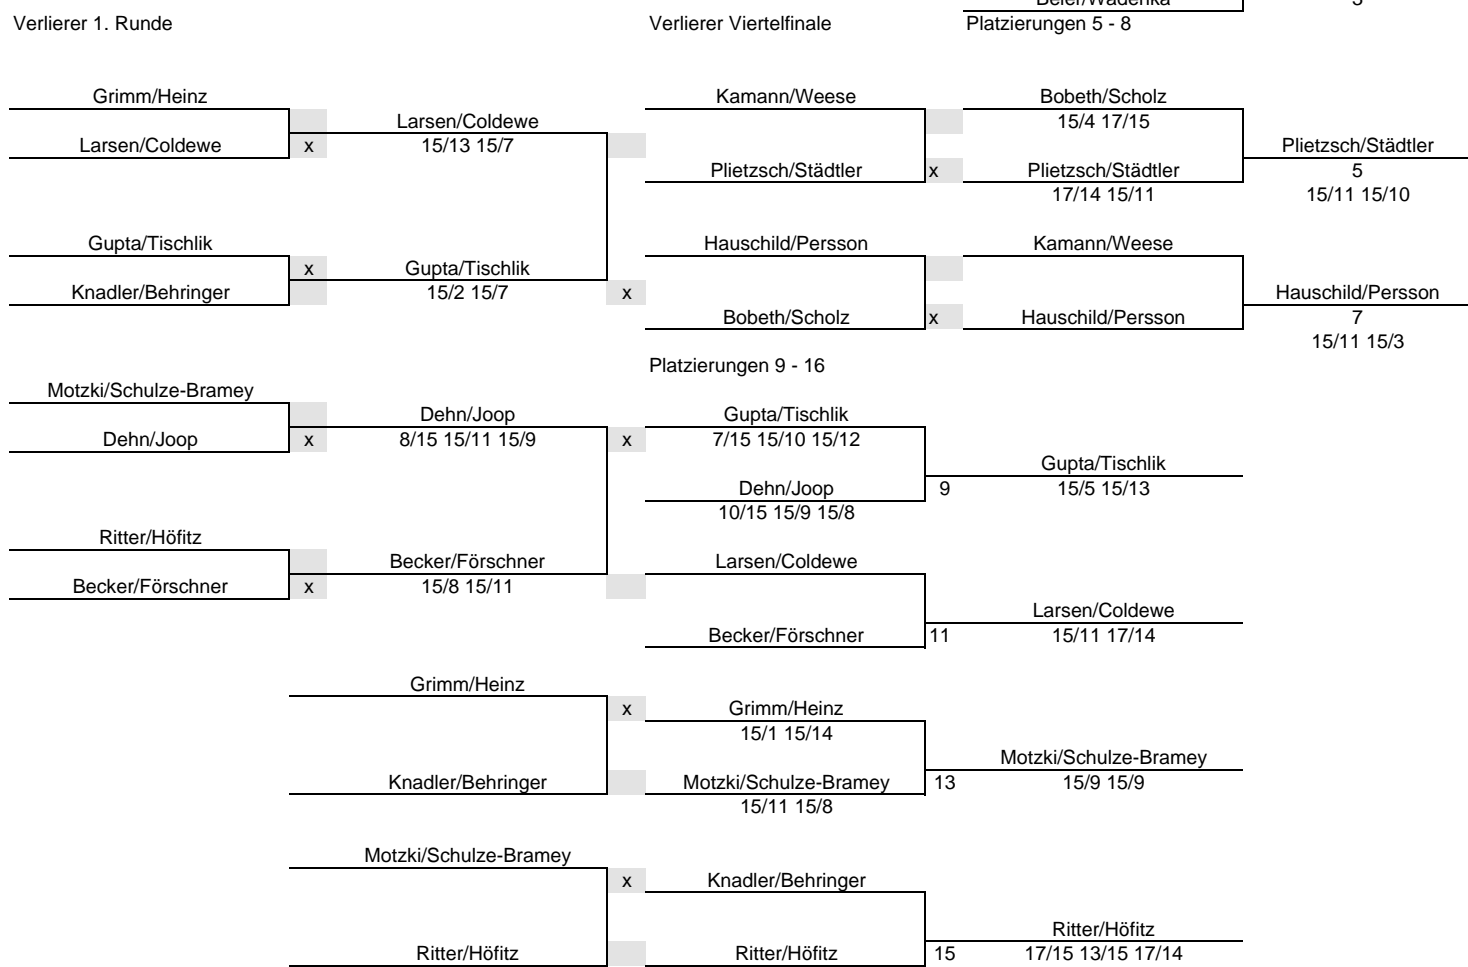 Verlierer 1. Runde
Verlierer Viertelfinale
Platzierungen 5 - 8
Grimm/Heinz
Kamann/Weese
Bobeth/Scholz
Larsen/Coldewe
15/4 17/15
Larsen/Coldewe
x
15/13 15/7
Plietzsch/Städtler
Plietzsch/Städtler
x
Plietzsch/Städtler
5
17/14 15/11
15/11 15/10
Gupta/Tischlik
Hauschild/Persson
Kamann/Weese
x
Gupta/Tischlik
Knadler/Behringer
15/2 15/7
x
Hauschild/Persson
Bobeth/Scholz
x
Hauschild/Persson
7
15/11 15/3
Platzierungen 9 - 16
Motzki/Schulze-Bramey
Dehn/Joop
Gupta/Tischlik
Dehn/Joop
x
8/15 15/11 15/9
x
7/15 15/10 15/12
Gupta/Tischlik
Dehn/Joop
9
15/5 15/13
10/15 15/9 15/8
Ritter/Höfitz
Becker/Förschner
Larsen/Coldewe
Becker/Förschner
x
15/8 15/11
Larsen/Coldewe
Becker/Förschner
11
15/11 17/14
Grimm/Heinz
x
Grimm/Heinz
15/1 15/14
Motzki/Schulze-Bramey
Knadler/Behringer
Motzki/Schulze-Bramey
13
15/9 15/9
15/11 15/8
Motzki/Schulze-Bramey
x
Knadler/Behringer
Ritter/Höfitz
Ritter/Höfitz
Ritter/Höfitz
15
17/15 13/15 17/14